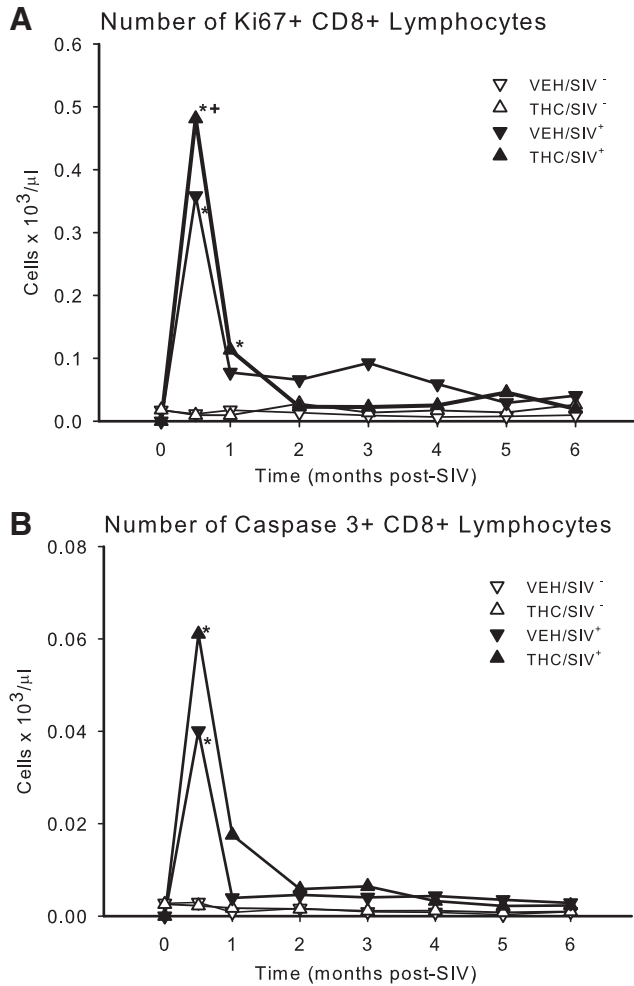 A Number of Ki67+ CD8+ Lymphocytes
0.6
0.5
0.4
0.3
0.2
0.1
0.0
Cells x 10³/µl
VEH/SIV⁻
THC/SIV⁻
VEH/SIV⁺
THC/SIV⁺
*+
*
*
0 1 2 3 4 5 6
Time (months post-SIV)
B Number of Caspase 3+ CD8+ Lymphocytes
0.08
0.06
0.04
0.02
0.00
Cells x 10³/µl
VEH/SIV⁻
THC/SIV⁻
VEH/SIV⁺
THC/SIV⁺
*
*
0 1 2 3 4 5 6
Time (months post-SIV)